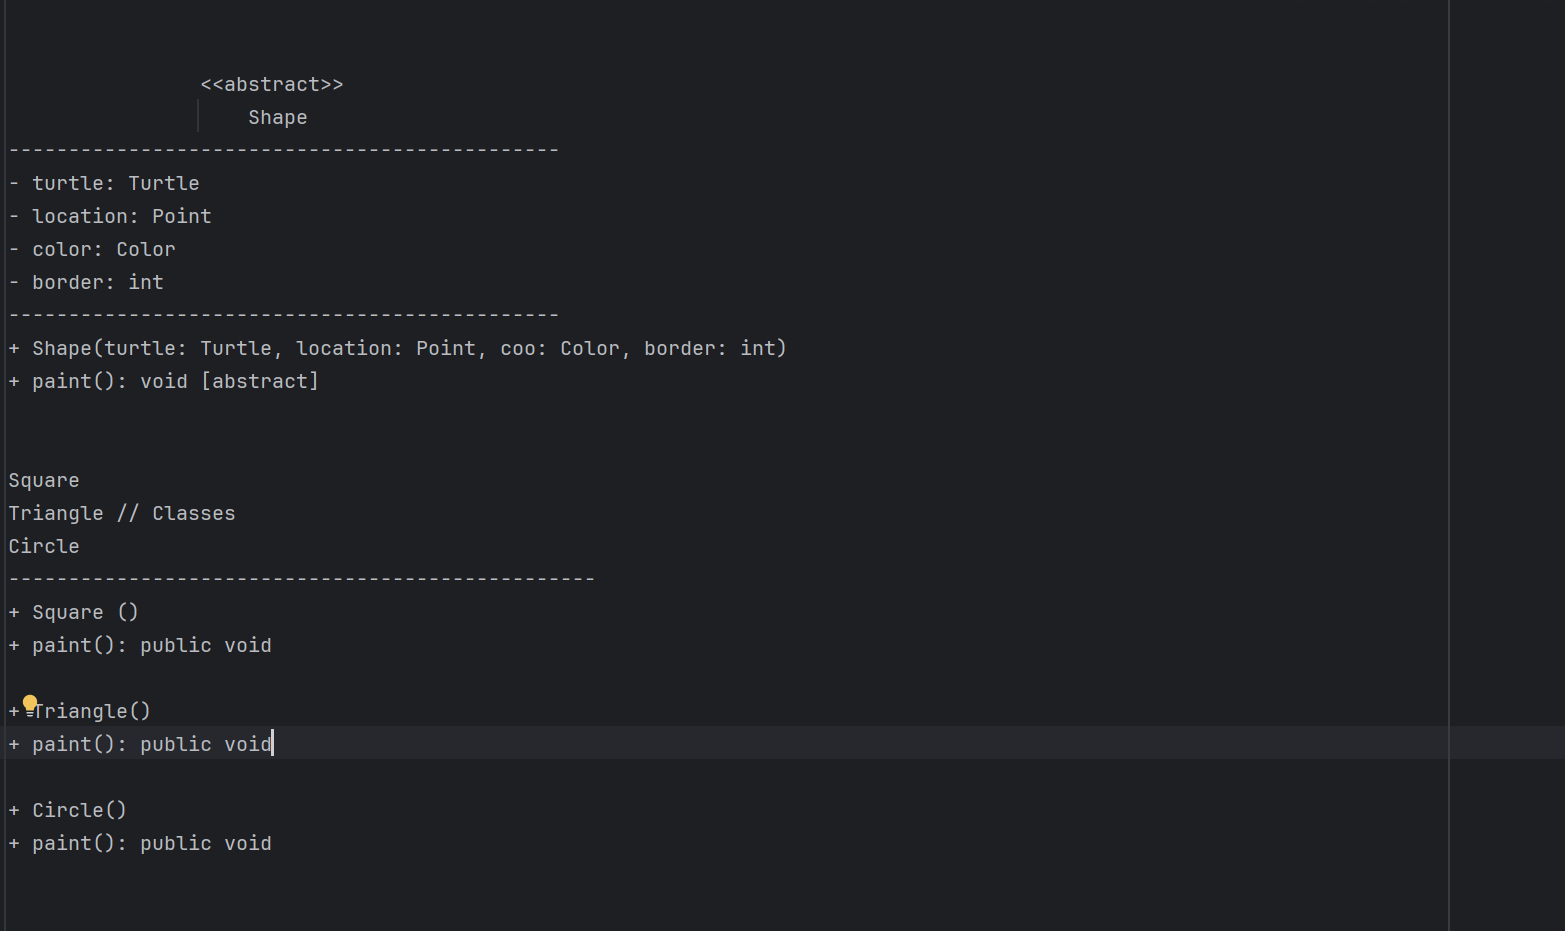 <<abstract>>
Shape
----------------------------------------------
- turtle: Turtle
- location: Point
- color: Color
- border: int
----------------------------------------------
+ Shape(turtle: Turtle, location: Point, coo: Color, border: int)
+ paint(): void [abstract]
Square
Triangle // Classes
Circle
-------------------------------------------------
+ Square ()
+ paint(): public void
+ Triangle()
+ paint(): public void
+ Circle()
+ paint(): public void